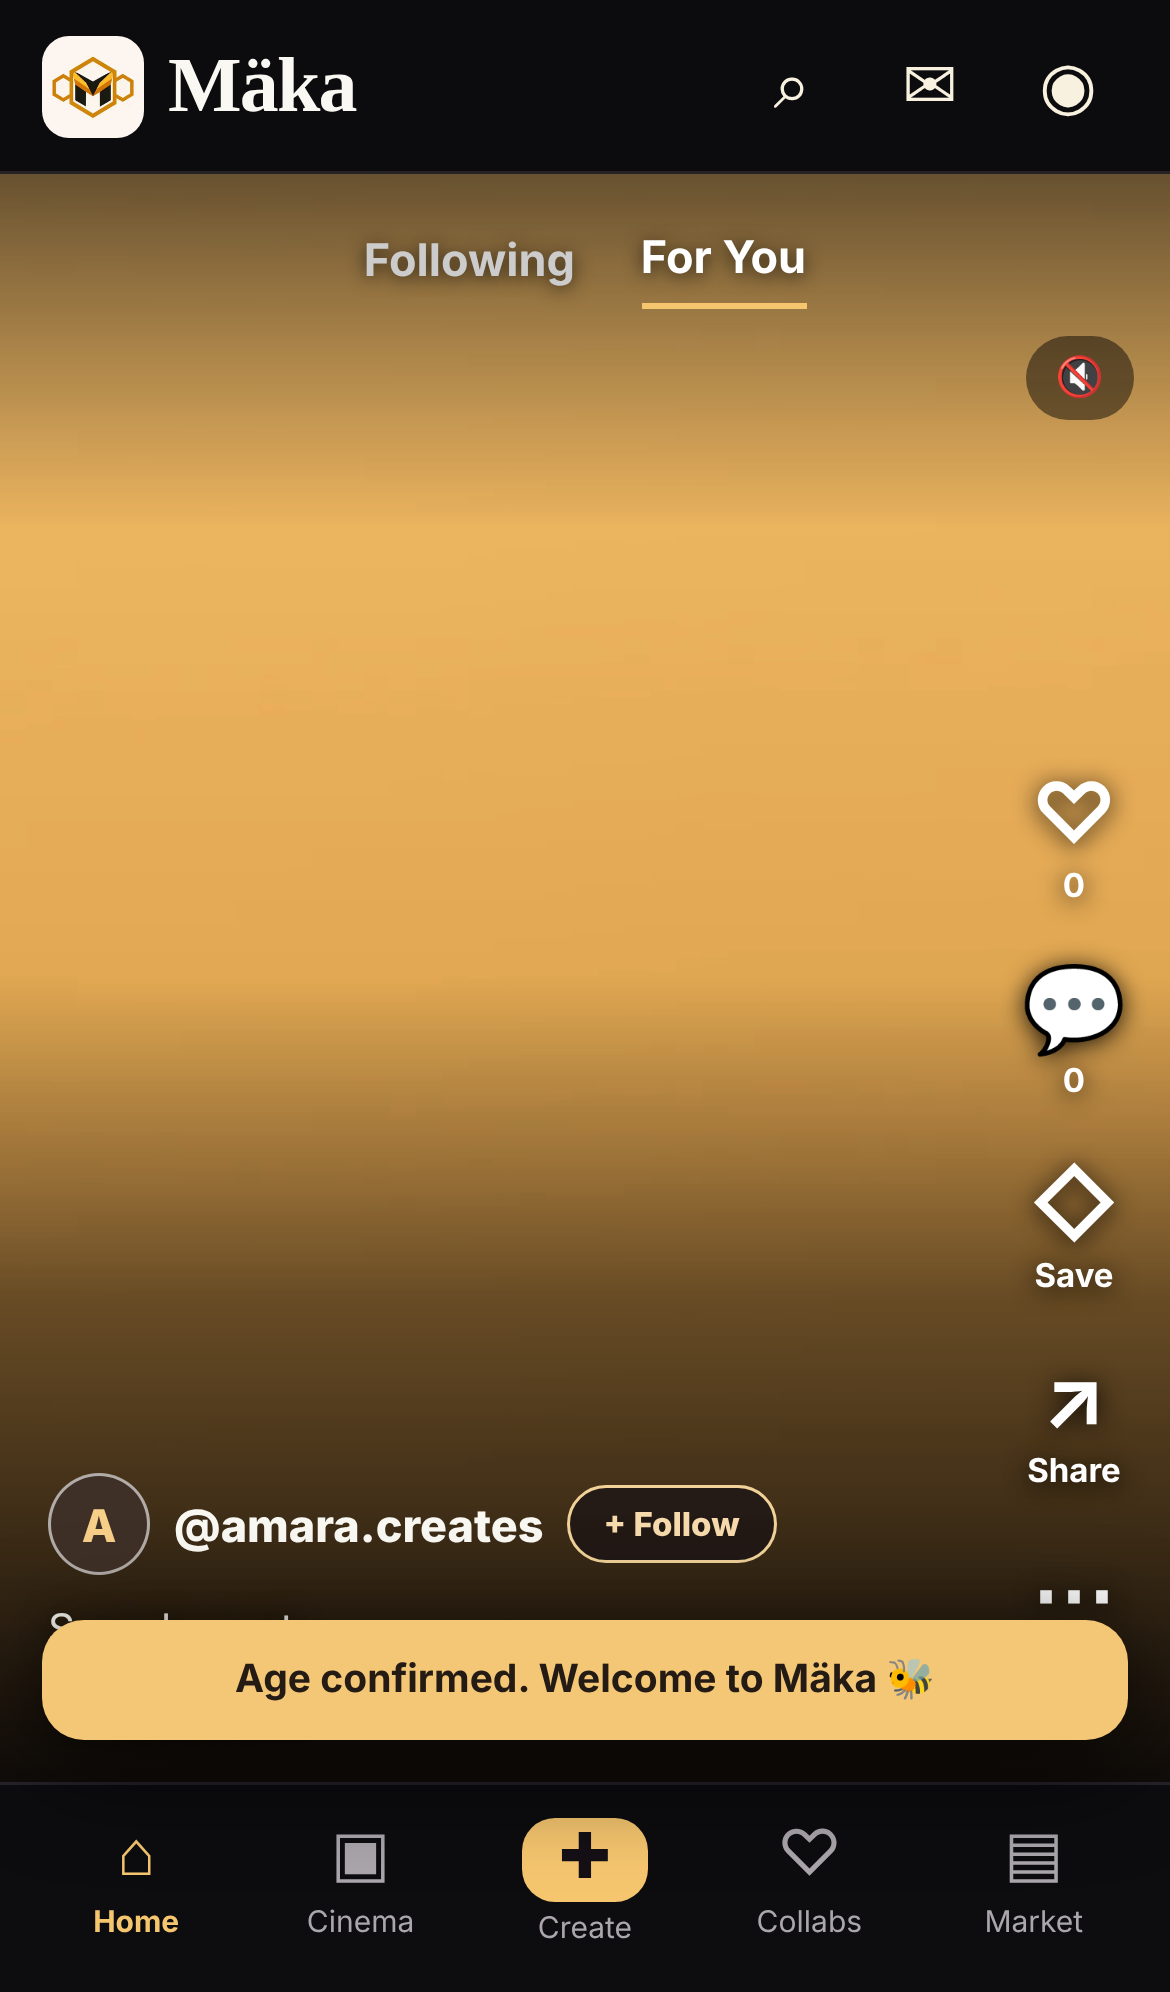 Mäka
Following
For You
0
0
Save
Share
A
@amara.creates
+ Follow
Age confirmed. Welcome to Mäka 🐝
Home
Cinema
Create
Collabs
Market